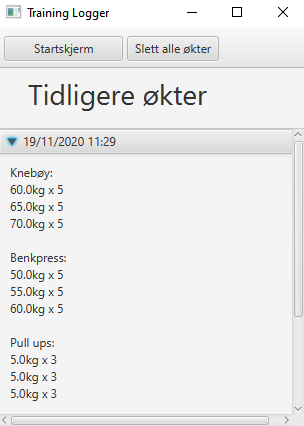 Training Logger
Startskjerm
Slett alle økter
Tidligere økter
19/11/2020 11:29
Knebøy:
60.0kg x 5
65.0kg x 5
70.0kg x 5
Benkpress:
50.0kg x 5
55.0kg x 5
60.0kg x 5
Pull ups:
5.0kg x 3
5.0kg x 3
5.0kg x 3